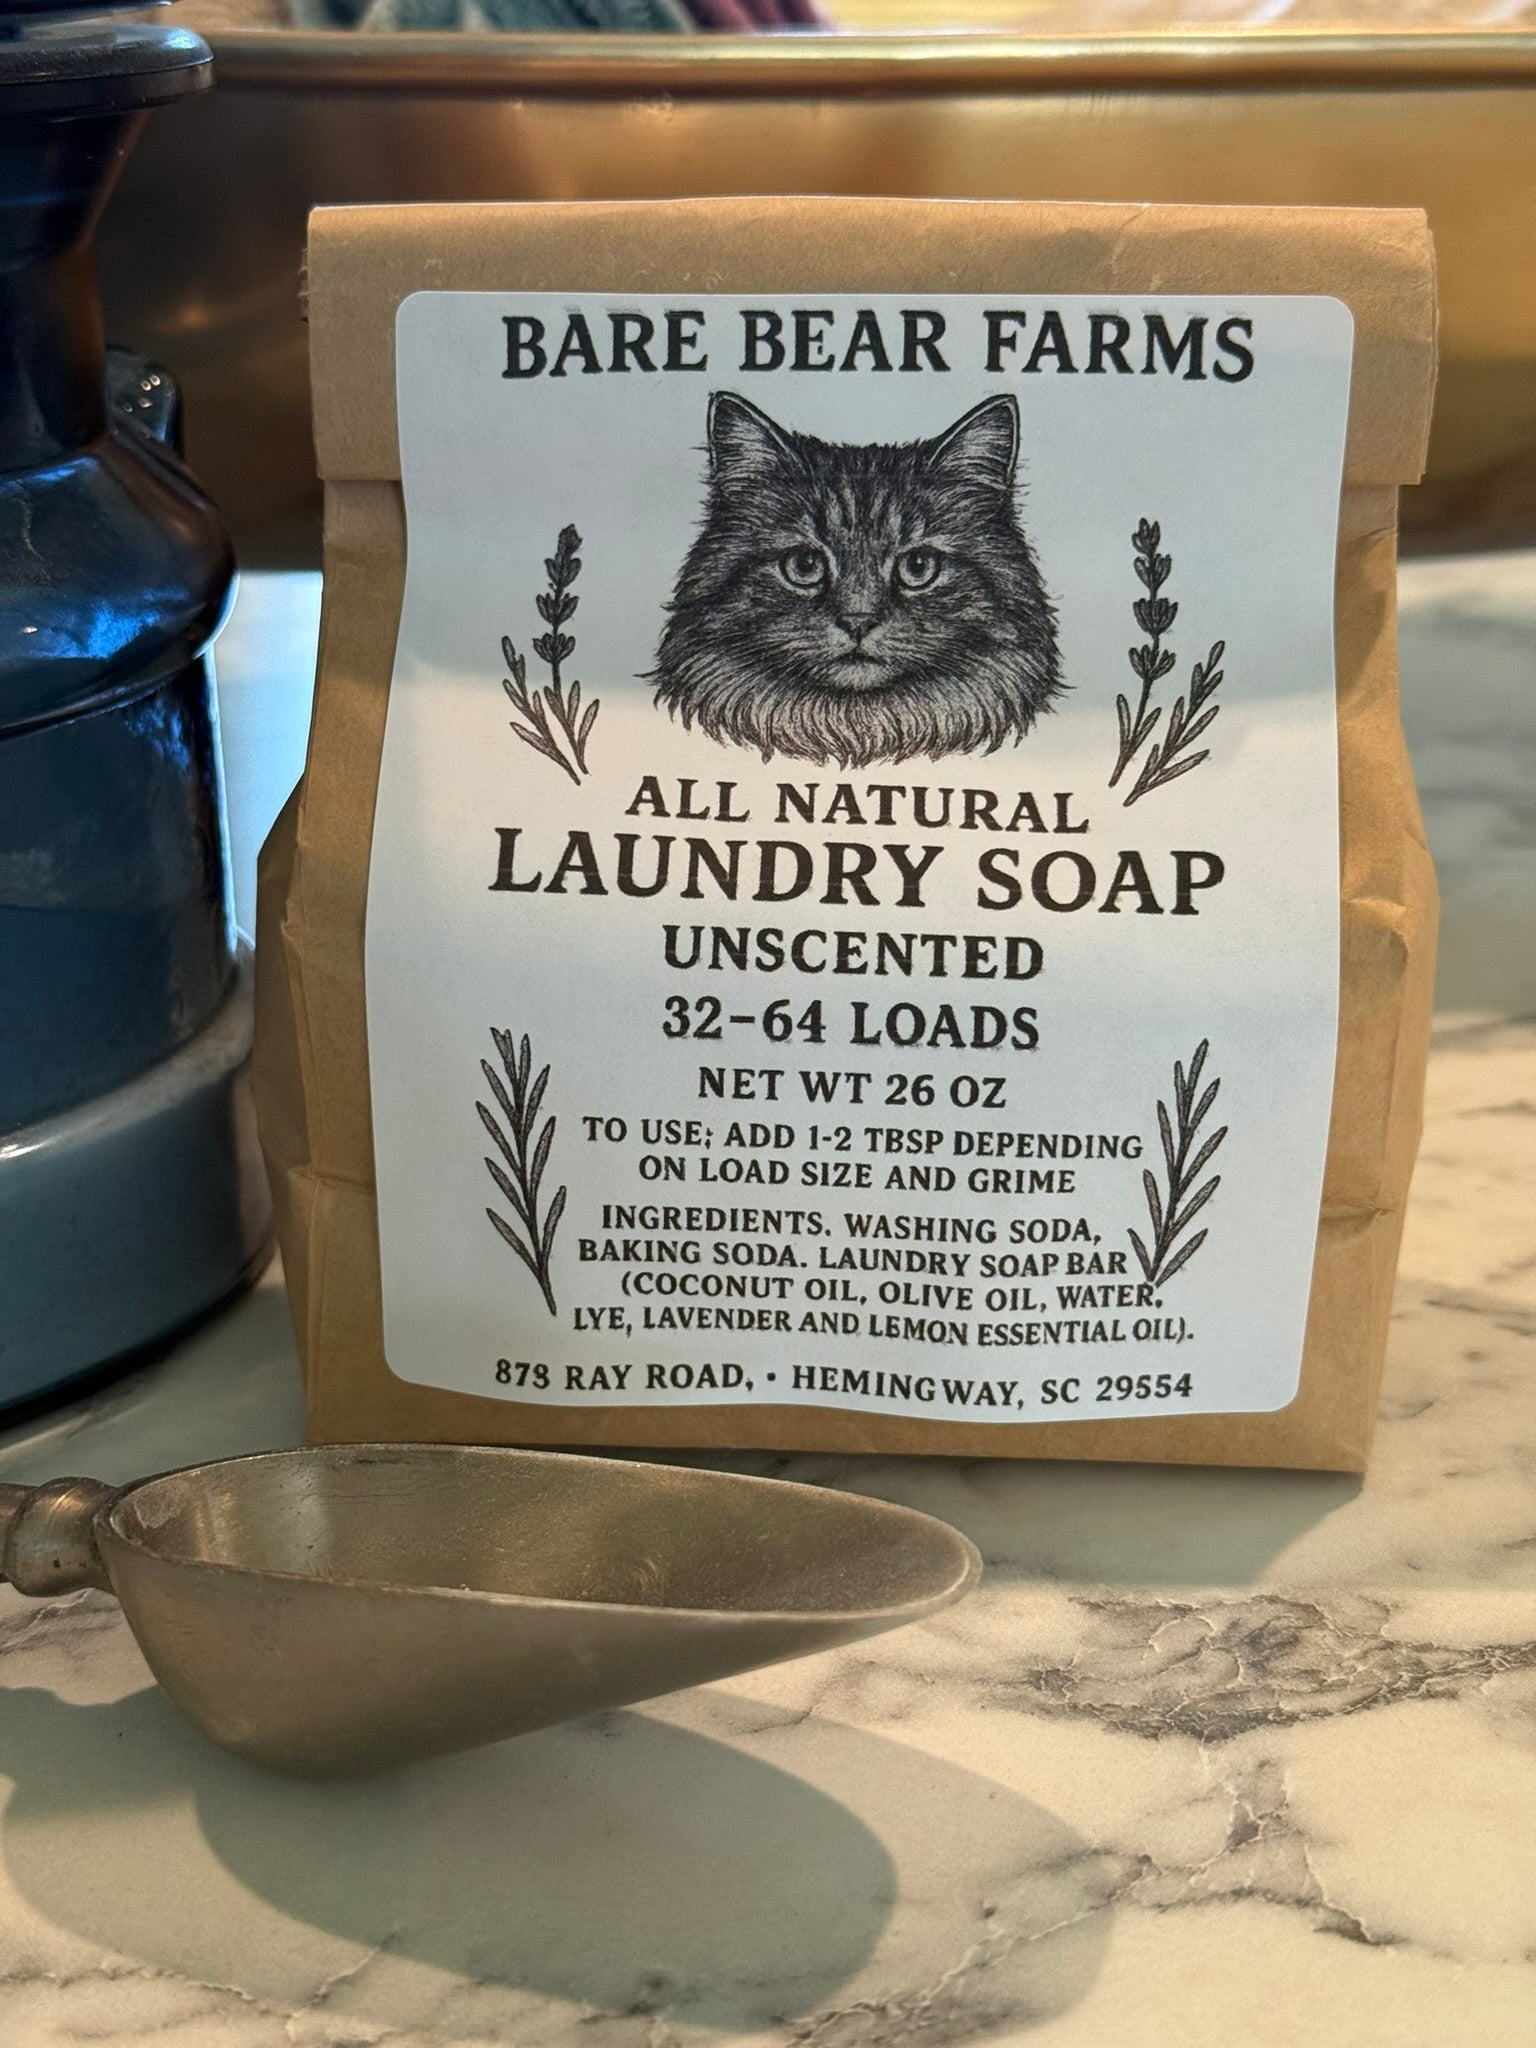 BARE BEAR FARMS
ALL NATURAL
LAUNDRY SOAP
UNSCENTED
32-64 LOADS
NET WT 26 OZ
TO USE; ADD 1-2 TBSP DEPENDING
ON LOAD SIZE AND GRIME
INGREDIENTS. WASHING SODA,
BAKING SODA. LAUNDRY SOAP BAR
(COCONUT OIL, OLIVE OIL, WATER,
LYE, LAVENDER AND LEMON ESSENTIAL OIL).
878 RAY ROAD, • HEMINGWAY, SC 29554